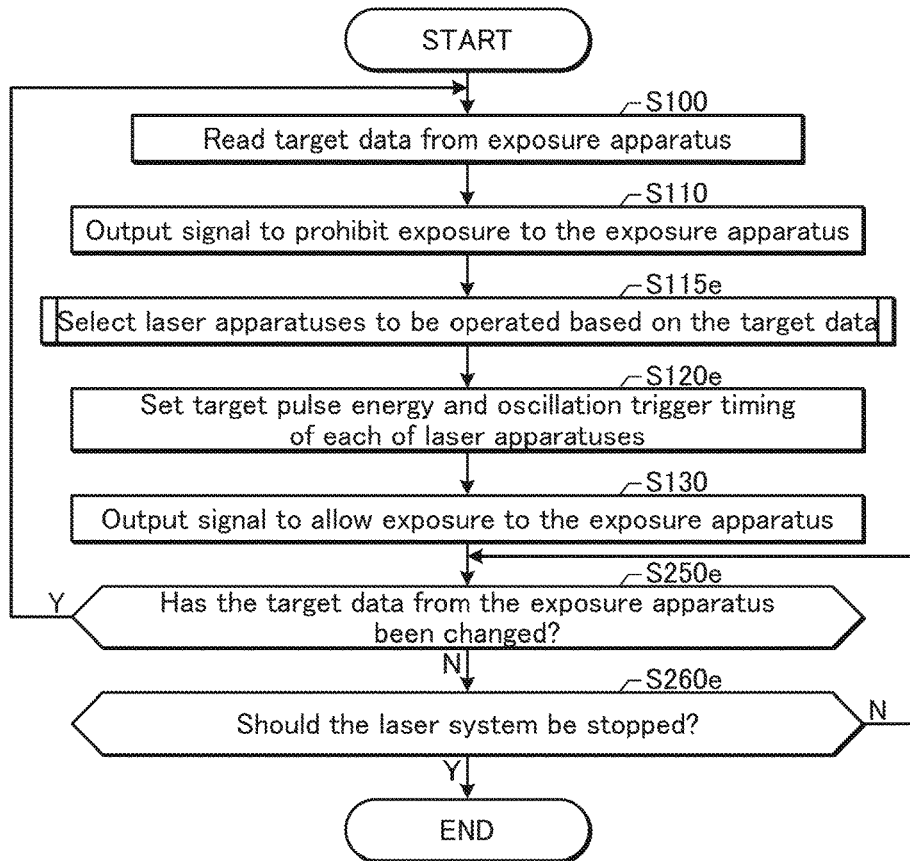 START
S100
Read target data from exposure apparatus
S110
Output signal to prohibit exposure to the exposure apparatus
S115e
Select laser apparatuses to be operated based on the target data
S120e
Set target pulse energy and oscillation trigger timing
of each of laser apparatuses
S130
Output signal to allow exposure to the exposure apparatus
S250e
Y
Has the target data from the exposure apparatus
been changed?
N
S260e
Should the laser system be stopped?
N
Y
END